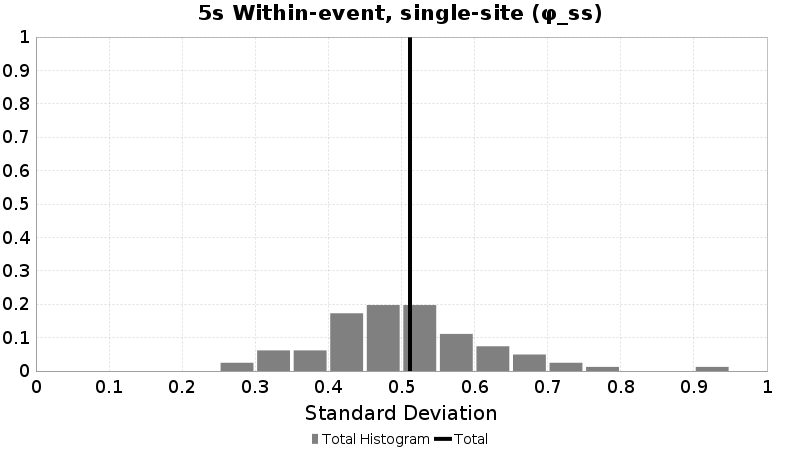 5s Within-event, single-site (φ_ss)
1
0.9
0.8
0.7
0.6
0.5
0.4
0.3
0.2
0.1
0
0 0.1 0.2 0.3 0.4 0.5 0.6 0.7 0.8 0.9 1
Standard Deviation
Total Histogram Total